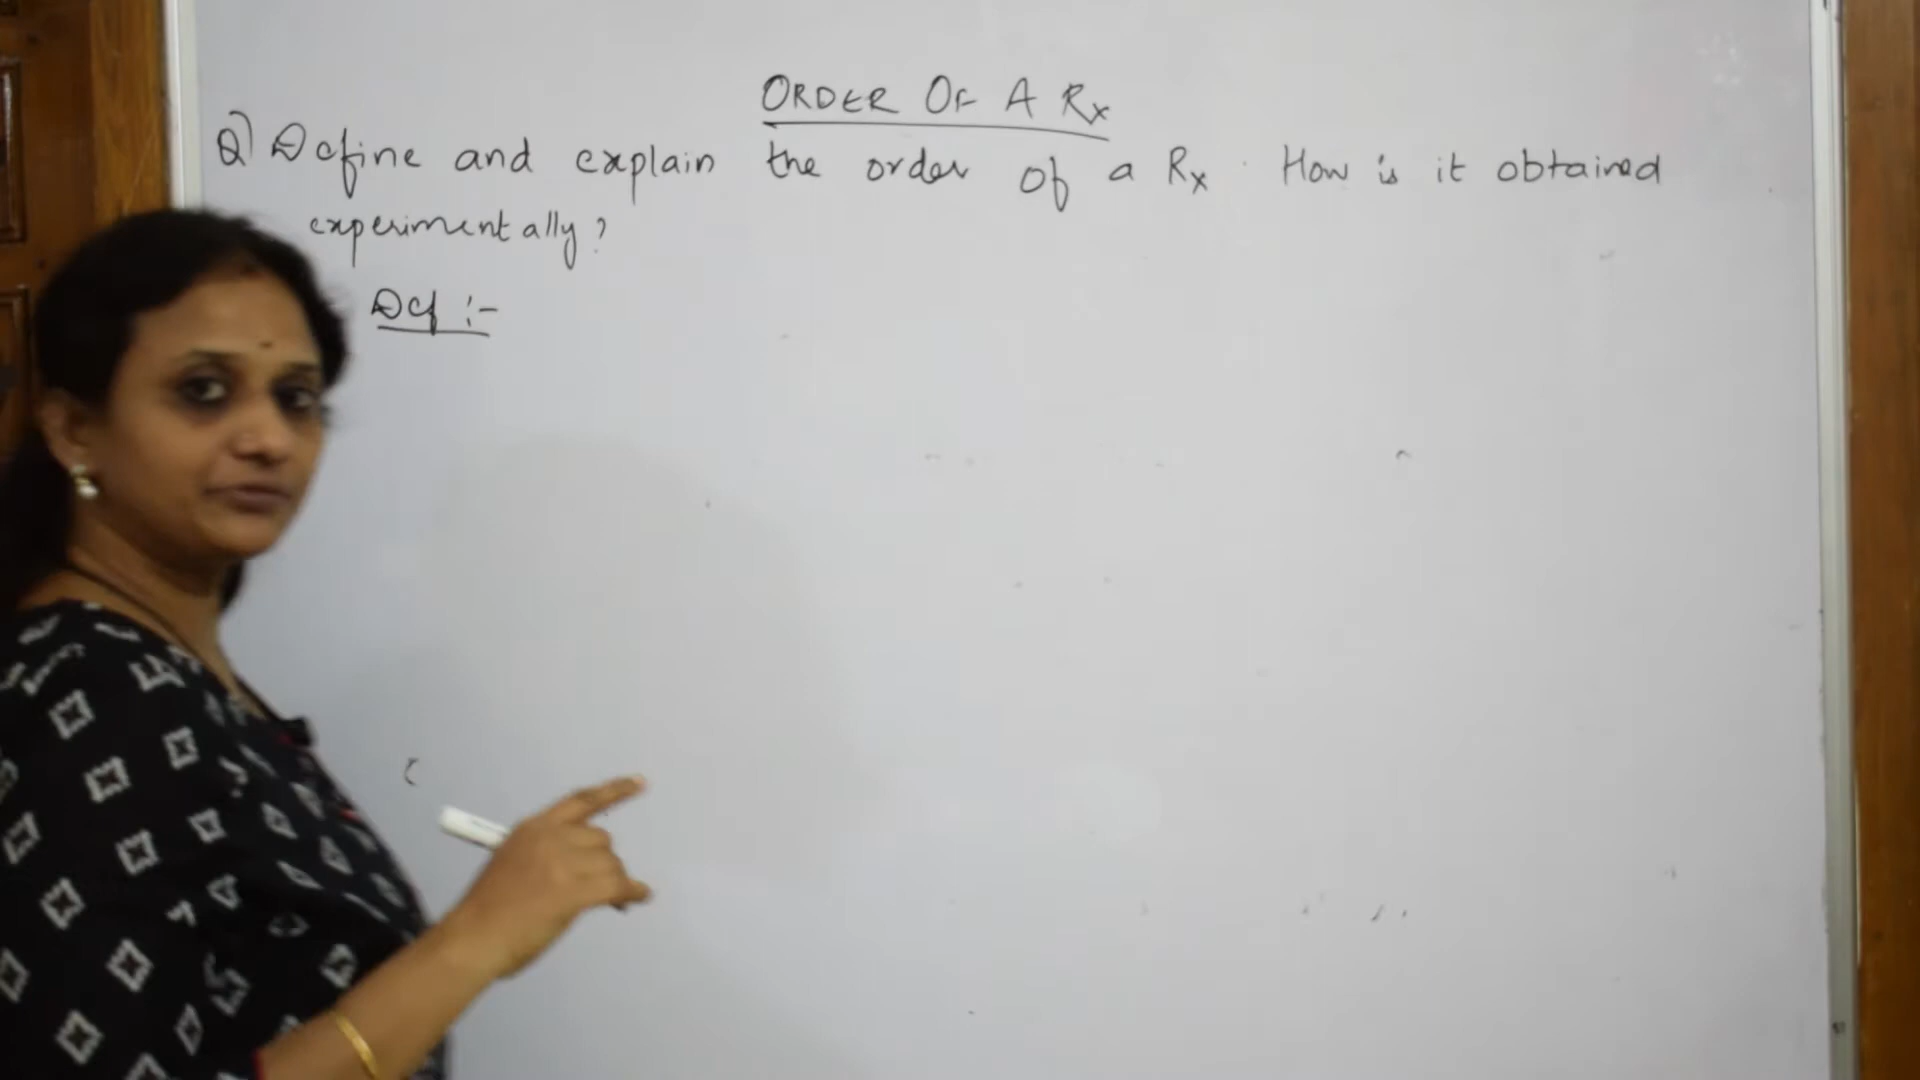 ORDER OF A Rx
Q) Define and explain the order of a Rx. How is it obtained
experimentally?
Def :-